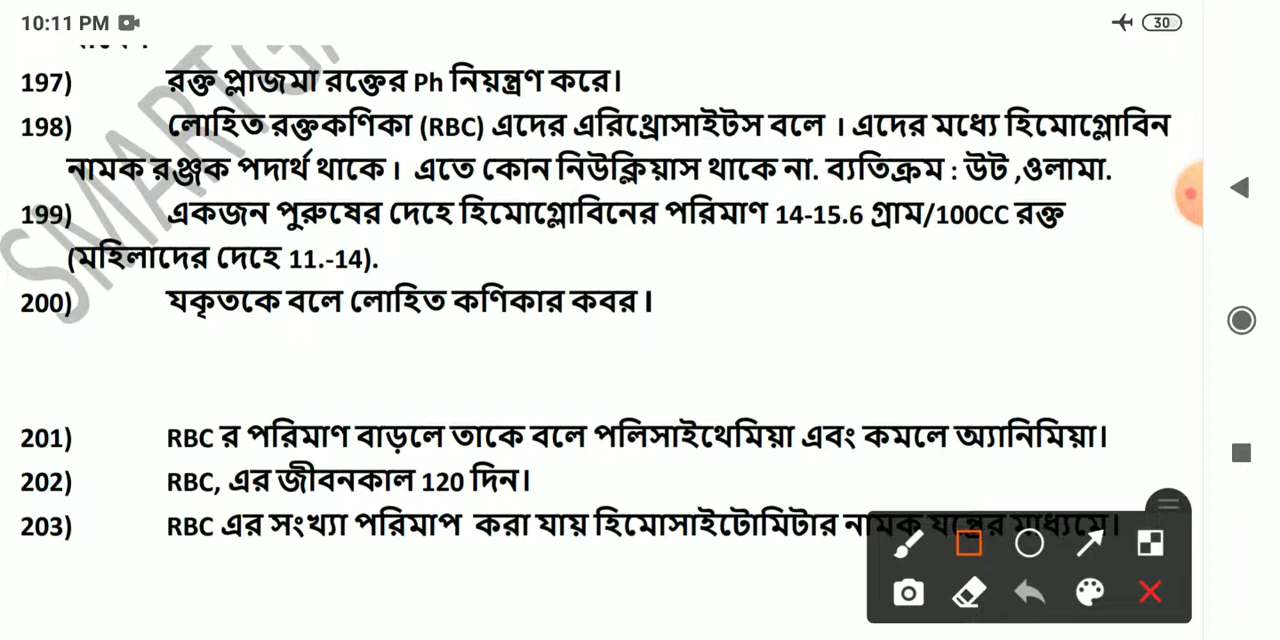 10:11 PM
30
197) রক্ত প্লাজমা রক্তের Ph নিয়ন্ত্রণ করে।
198) লোহিত রক্তকণিকা (RBC) এদের এরিথ্রোসাইটস বলে । এদের মধ্যে হিমোগ্লোবিন
নামক রঞ্জক পদার্থ থাকে । এতে কোন নিউক্লিয়াস থাকে না. ব্যতিক্রম : উট ,ওলামা.
199) একজন পুরুষের দেহে হিমোগ্লোবিনের পরিমাণ 14-15.6 গ্রাম/100CC রক্ত
(মহিলাদের দেহে 11.-14).
200) যকৃতকে বলে লোহিত কণিকার কবর I
201) RBC র পরিমাণ বাড়লে তাকে বলে পলিসাইথেমিয়া এবং কমলে অ্যানিমিয়া।
202) RBC, এর জীবনকাল 120 দিন।
203) RBC এর সংখ্যা পরিমাপ করা যায় হিমোসাইটোমিটার নামক যন্ত্রের মাধ্যমে।